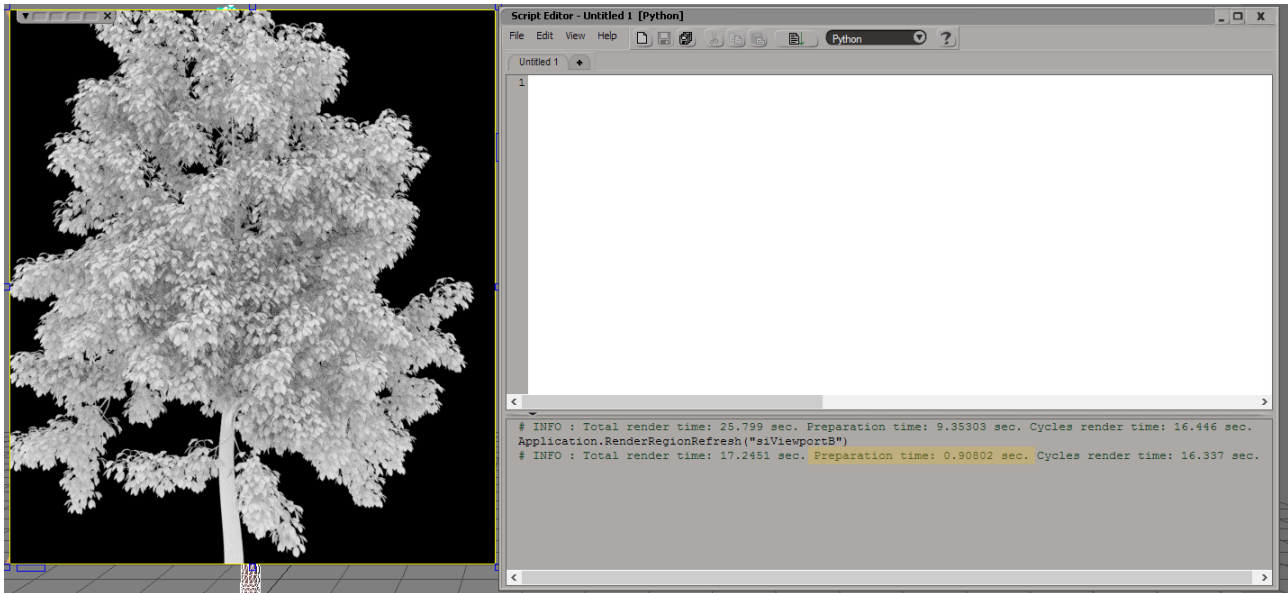 Script Editor - Untitled 1 [Python]
File Edit View Help Python
Untitled 1
1
# INFO : Total render time: 25.799 sec. Preparation time: 9.35303 sec. Cycles render time: 16.446 sec.
Application.RenderRegionRefresh("siViewportB")
# INFO : Total render time: 17.2451 sec. Preparation time: 0.90802 sec. Cycles render time: 16.337 sec.